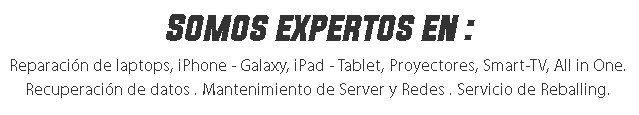 SOMOS EXPERTOS EN :
Reparación de laptops, iPhone - Galaxy, iPad - Tablet, Proyectores, Smart-TV, All in One.
Recuperación de datos . Mantenimiento de Server y Redes . Servicio de Reballing.